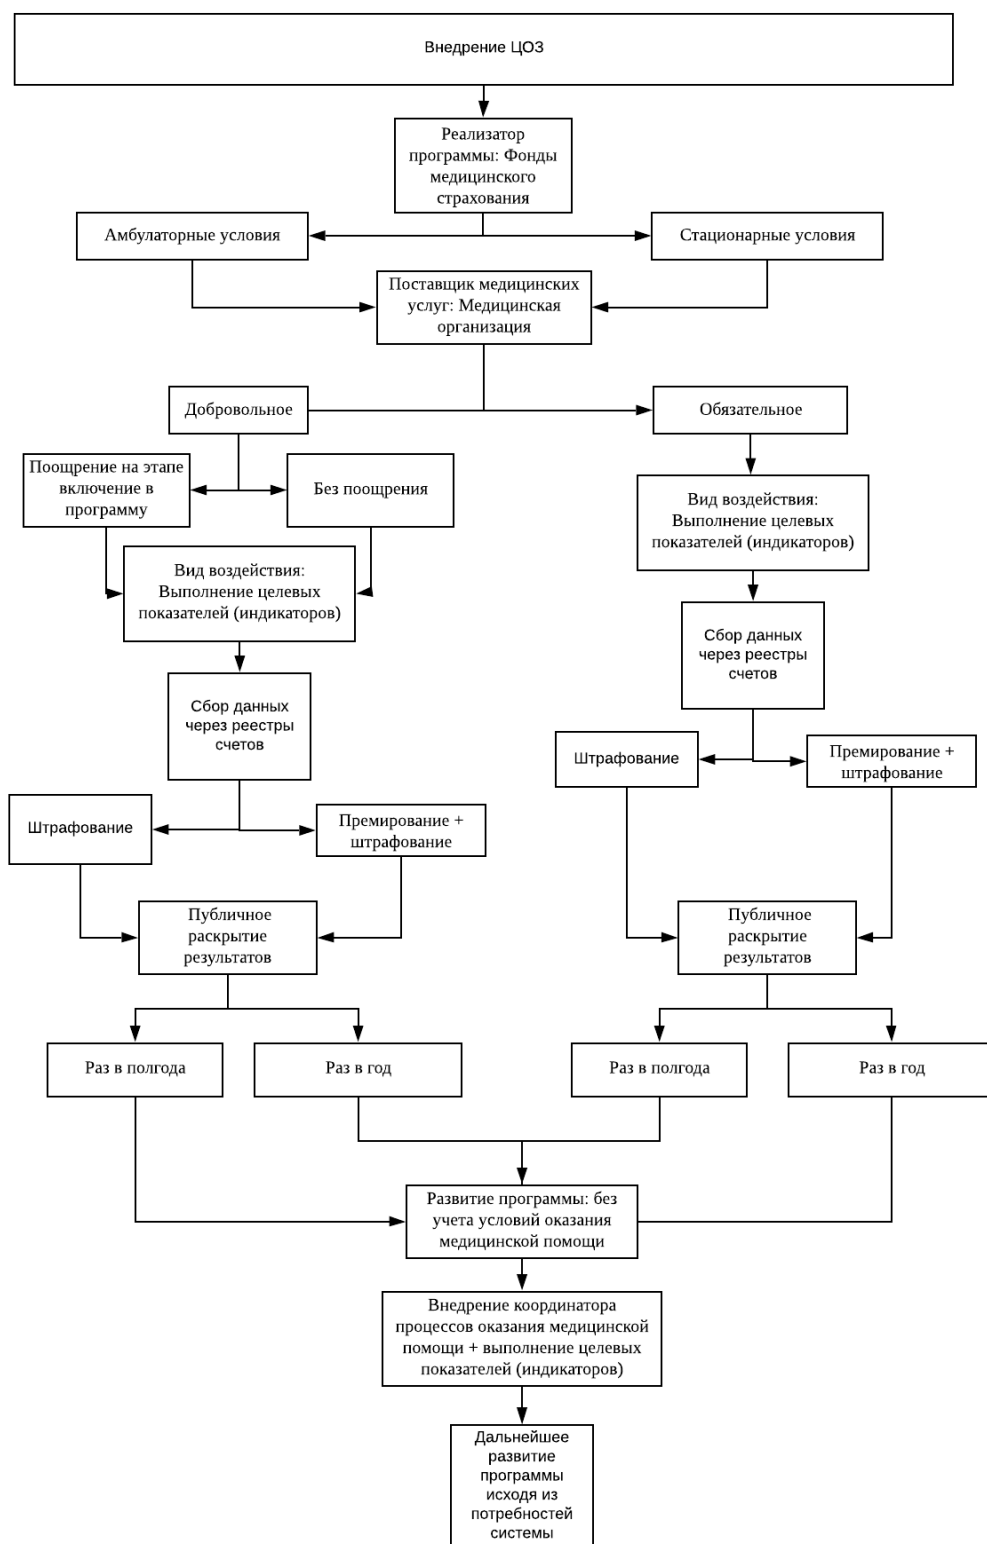 Внедрение ЦОЗ
Реализатор
программы: Фонды
медицинского
страхования
Амбулаторные условия
Стационарные условия
Поставщик медицинских
услуг: Медицинская
организация
Добровольное
Обязательное
Поощрение на этапе
включение в
программу
Без поощрения
Вид воздействия:
Выполнение целевых
показателей (индикаторов)
Вид воздействия:
Выполнение целевых
показателей (индикаторов)
Сбор данных
через реестры
счетов
Сбор данных
через реестры
счетов
Штрафование
Премирование +
штрафование
Штрафование
Премирование +
штрафование
Публичное
раскрытие
результатов
Публичное
раскрытие
результатов
Раз в полгода
Раз в год
Раз в полгода
Раз в год
Развитие программы: без
учета условий оказания
медицинской помощи
Внедрение координатора
процессов оказания медицинской
помощи + выполнение целевых
показателей (индикаторов)
Дальнейшее
развитие
программы
исходя из
потребностей
системы